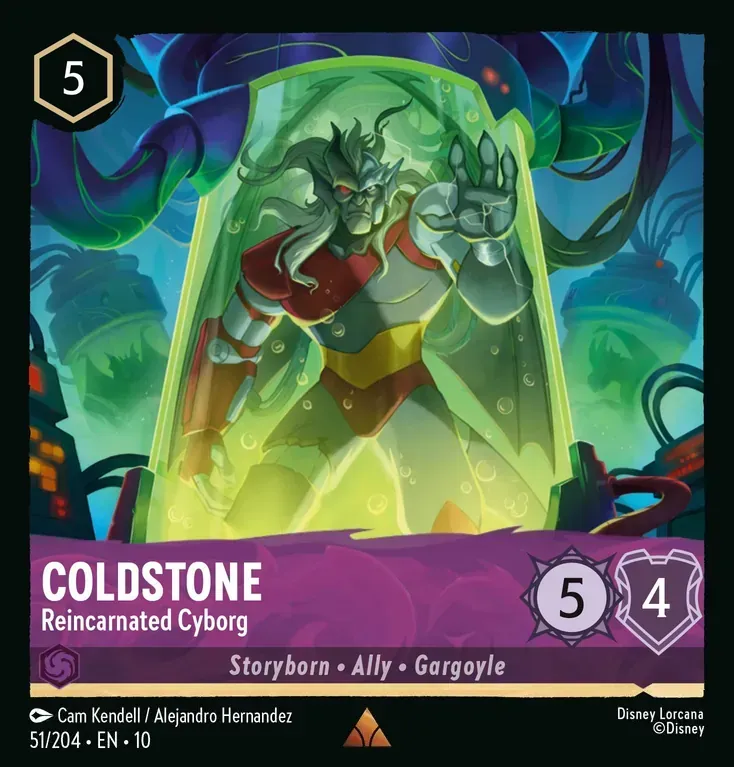 5
COLDSTONE
Reincarnated Cyborg
5 4
Storyborn • Ally • Gargoyle
Cam Kendell / Alejandro Hernandez
Disney Lorcana
51/204 • EN • 10
©Disney